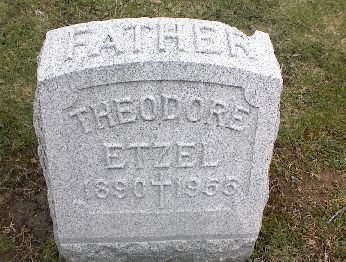 FATHER
THEODORE
ETZEL
1890 † 1955